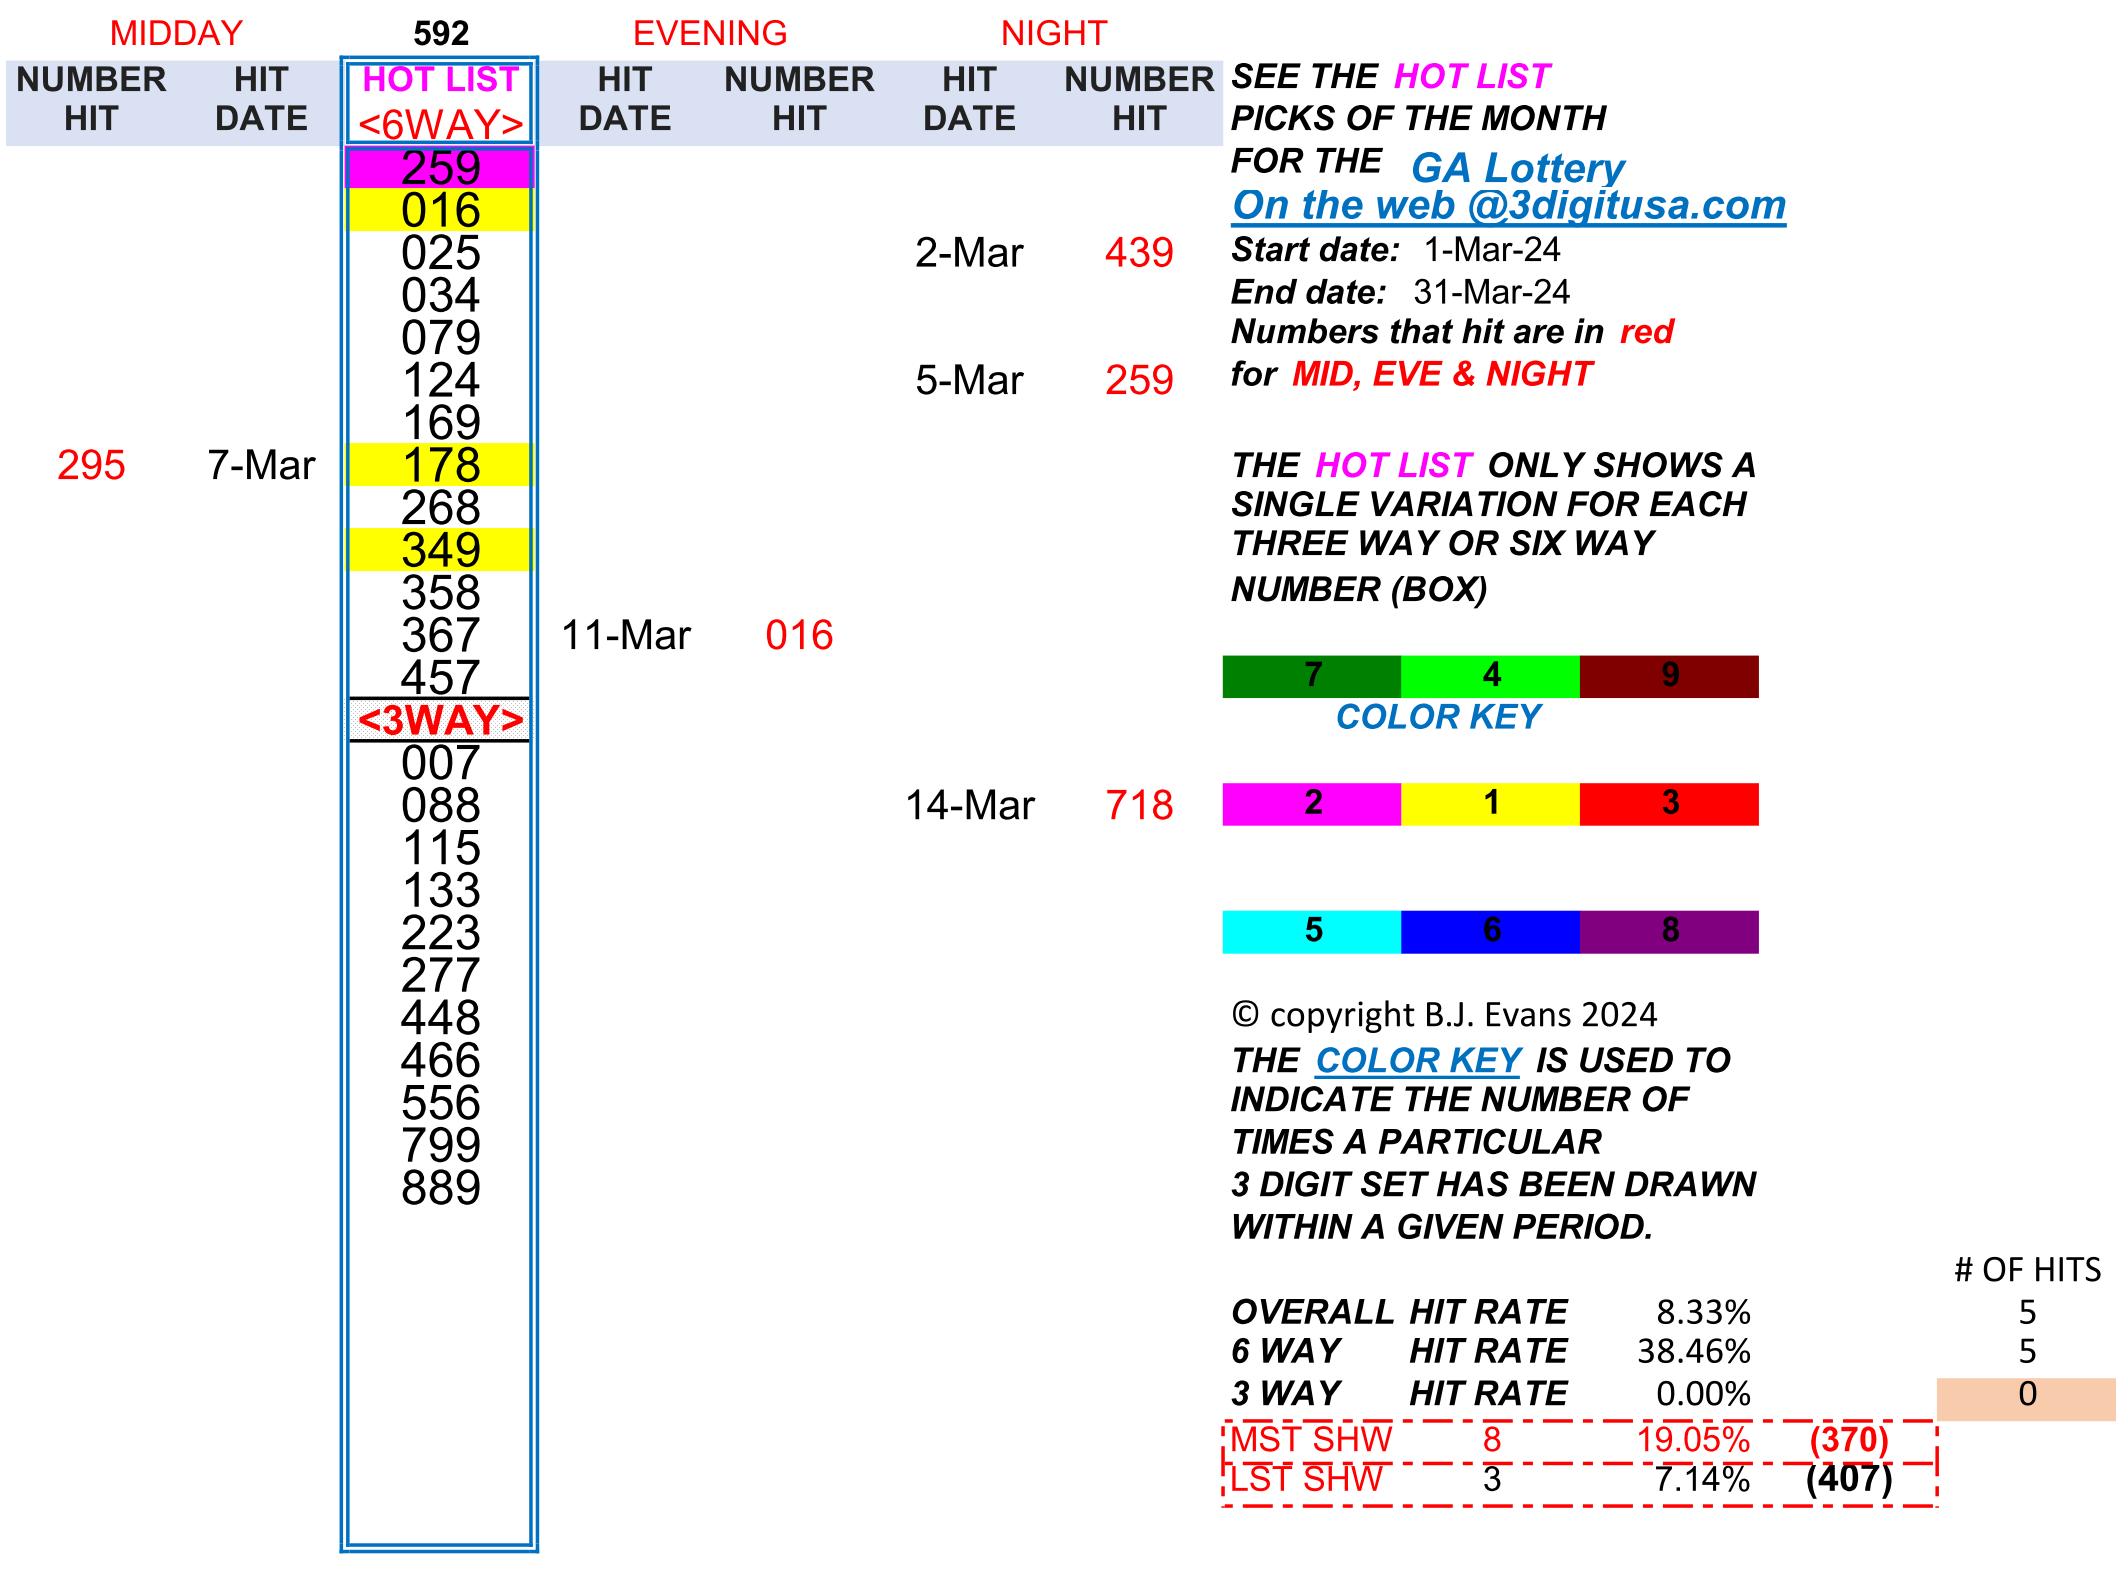 MIDDAY 592 EVENING NIGHT
NUMBER HIT HOT LIST HIT NUMBER HIT NUMBER SEE THE HOT LIST
HIT DATE <6WAY> DATE HIT DATE HIT PICKS OF THE MONTH
259 FOR THE GA Lottery
016 On the web @3digitusa.com
025 2-Mar 439 Start date: 1-Mar-24
034 End date: 31-Mar-24
079 Numbers that hit are in red
124 5-Mar 259 for MID, EVE & NIGHT
169
295 7-Mar 178 THE HOT LIST ONLY SHOWS A
268 SINGLE VARIATION FOR EACH
349 THREE WAY OR SIX WAY
358 NUMBER (BOX)
367 11-Mar 016
457 7 4 9
<3WAY> COLOR KEY
007
088 14-Mar 718 2 1 3
115
133
223 5 6 8
277
448 © copyright B.J. Evans 2024
466 THE COLOR KEY IS USED TO
556 INDICATE THE NUMBER OF
799 TIMES A PARTICULAR
889 3 DIGIT SET HAS BEEN DRAWN
WITHIN A GIVEN PERIOD.
# OF HITS
OVERALL HIT RATE 8.33% 5
6 WAY HIT RATE 38.46% 5
3 WAY HIT RATE 0.00% 0
MST SHW 8 19.05% (370)
LST SHW 3 7.14% (407)